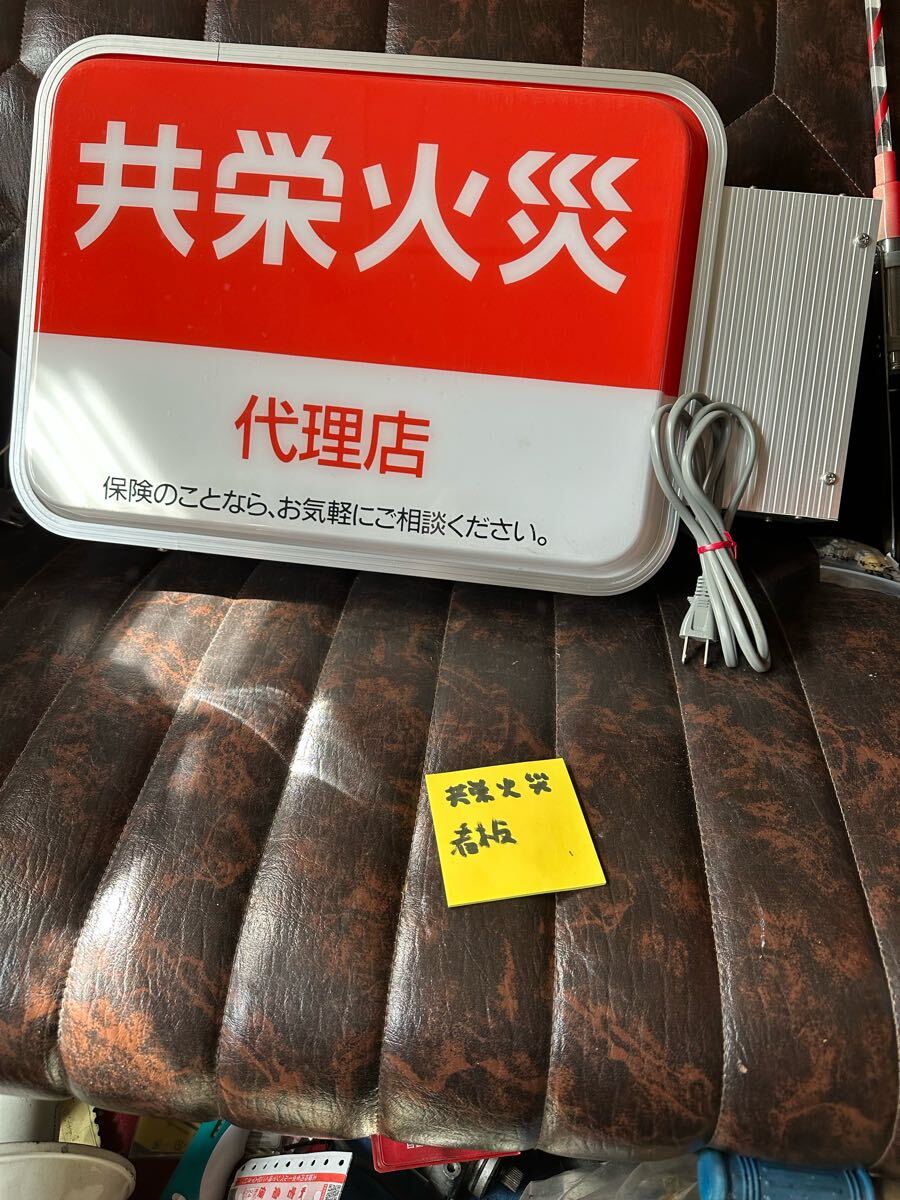 共栄火災
代理店
保険のことなら、お気軽にご相談ください。
共栄火災
看板